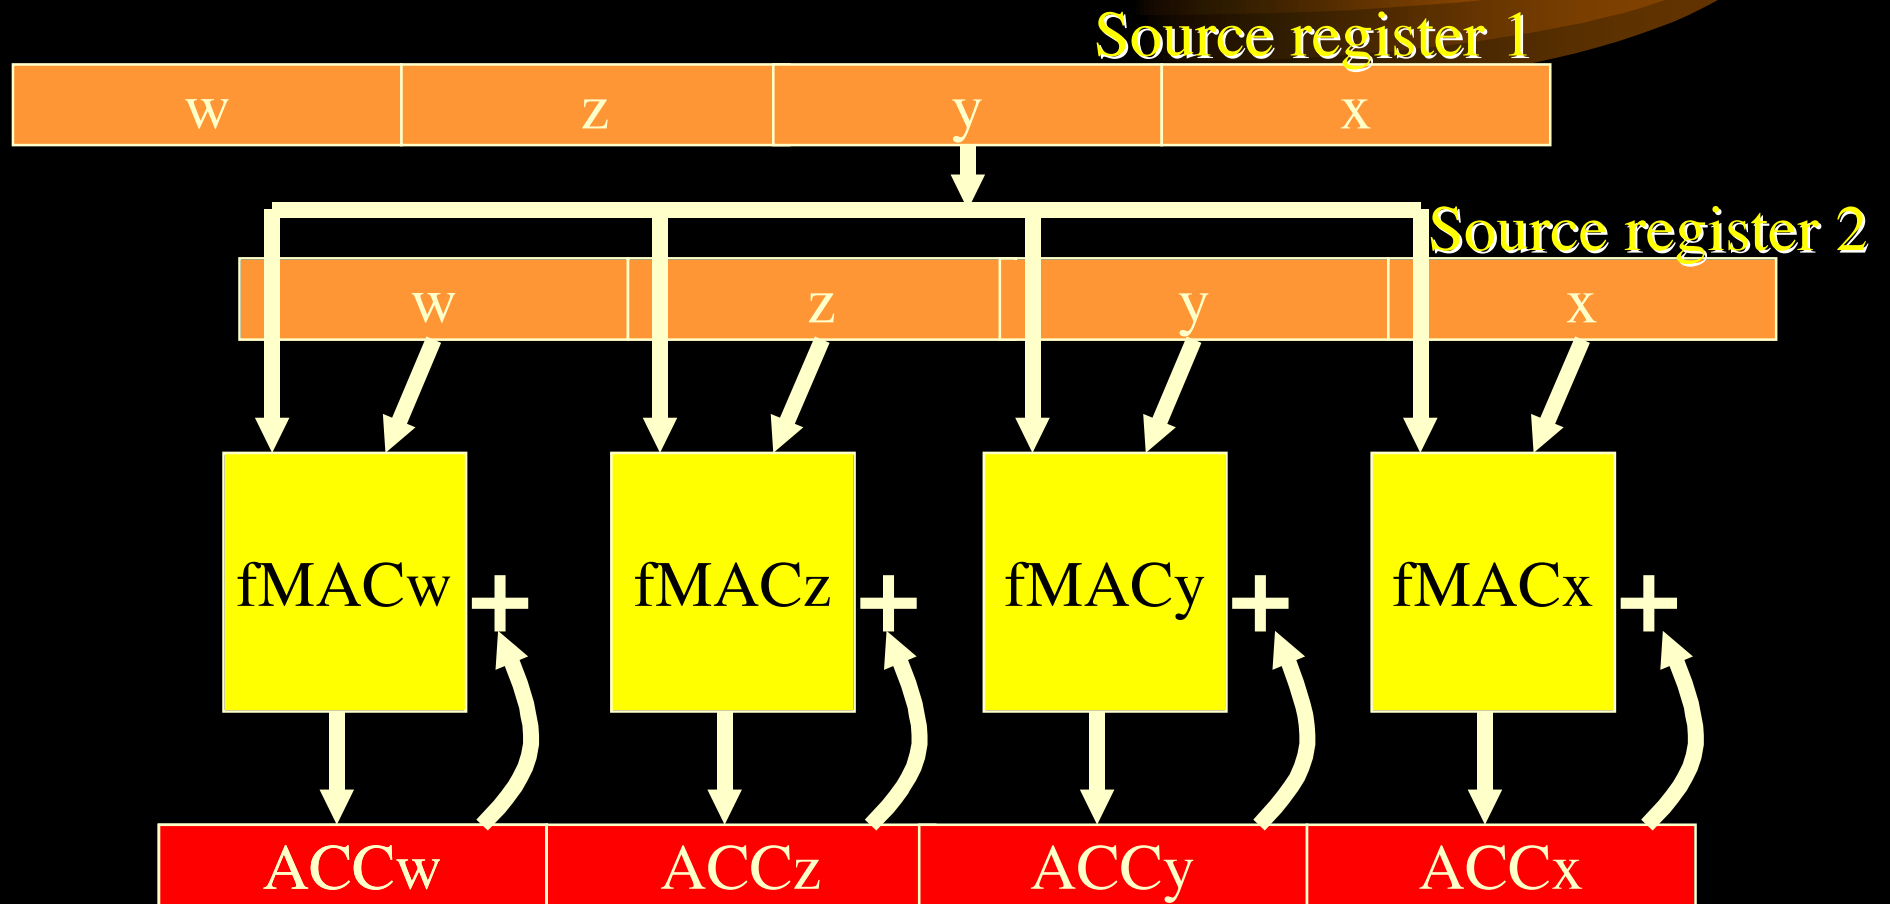 Source register 1
w z y x
Source register 2
w z y x
fMACw + fMACz + fMACy + fMACx +
ACCw ACCz ACCy ACCx